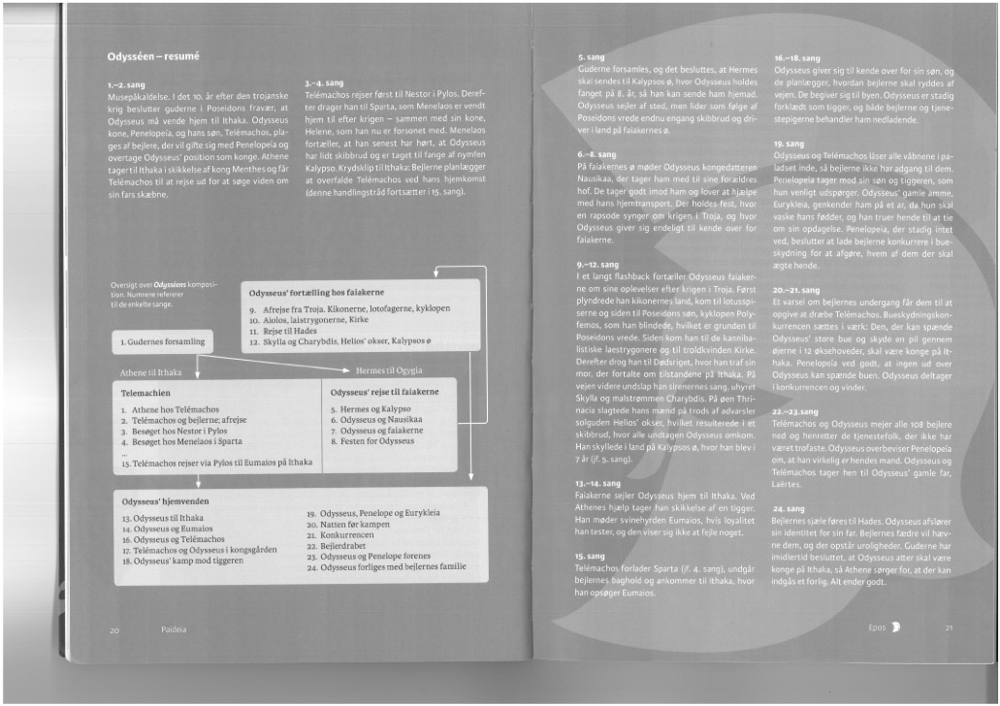 Odysséen – resumé
1.–2. sang
Musepåkaldelse. I det 10. år efter den trojanske
krig beslutter guderne i Poseidons fravær, at
Odysseus må vende hjem til Ithaka. Odysseus
kone, Penelopeia, og hans søn, Telémachos, pla-
ges af bejlere, der vil gifte sig med Penelopeia og
overtage Odysseus' position som konge. Athene
tager til Ithaka i skikkelse af kong Menthes og får
Télemachos til at rejse ud for at søge viden om
sin fars skæbne.
3.–4. sang
Telémachos rejser først til Nestor i Pylos. Deref-
ter drager han til Sparta, som Menelaos er vendt
hjem til efter krigen – sammen med sin kone,
Helene, som han nu er forsonet med. Menelaos
fortæller, at han senest har hørt, at Odysseus
har lidt skibbrud og er taget til fange af nymfen
Kalypso. Krydsklip til Ithaka: Bejlerne planlægger
at overfalde Telémachos ved hans hjemkomst
(denne handlingstråd fortsætter i 15. sang).
Oversigt over Odysséens komposi-
tion. Numrene refererer
til de enkelte sange.
Odysseus' fortælling hos faiakerne
9. Afrejse fra Troja. Kikonerne, lotofagerne, kyklopen
10. Aiolos, laistrygonerne, Kirke
11. Rejse til Hades
12. Skylla og Charybdis, Helios' okser, Kalypsos ø
1. Gudernes forsamling
Athene til Ithaka
Hermes til Ogygia
Telemachien
1. Athene hos Telémachos
2. Telémachos og bejlerne; afrejse
3. Besøget hos Nestor i Pylos
4. Besøget hos Menelaos i Sparta
...
15. Telémachos rejser via Pylos til Eumaios på Ithaka
Odysseus' rejse til faiakerne
5. Hermes og Kalypso
6. Odysseus og Nausikaa
7. Odysseus og faiakerne
8. Festen for Odysseus
Odysseus' hjemvenden
13. Odysseus til Ithaka
14. Odysseus og Eumaios
16. Odysseus og Telémachos
17. Telémachos og Odysseus i kongsgården
18. Odysseus' kamp mod tiggeren
19. Odysseus, Penelope og Eurykleia
20. Natten før kampen
21. Konkurrencen
22. Bejlerdrabet
23. Odysseus og Penelope forenes
24. Odysseus forliges med bejlernes familie
20 Paideia
5. sang
Guderne forsamles, og det besluttes, at Hermes
skal sendes til Kalypsos ø, hvor Odysseus holdes
fanget på 8. år, så han kan sende ham hjemad.
Odysseus sejler af sted, men lider som følge af
Poseidons vrede endnu engang skibbrud og dri-
ver i land på faiakernes ø.
6.–8. sang
På faiakernes ø møder Odysseus kongedatteren
Nausikaa, der tager ham med til sine forældres
hof. De tager godt imod ham og lover at hjælpe
med hans hjemtransport. Der holdes fest, hvor
en rapsode synger om krigen i Troja, og hvor
Odysseus giver sig endeligt til kende over for
faiakerne.
9.–12. sang
I et langt flashback fortæller Odysseus faiaker-
ne om sine oplevelser efter krigen i Troja. Først
plyndrede han kikonernes land, kom til lotusspi-
serne og siden til Poseidons søn, kyklopen Poly-
femos, som han blindede, hvilket er grunden til
Poseidons vrede. Siden kom han til de kanniba-
listiske laestrygonere og til troldkvinden Kirke.
Derefter drog han til Dødsriget, hvor han traf sin
mor, der fortalte om tilstandene på Ithaka. På
vejen videre undslap han sirenernes sang, uhyret
Skylla og malstrømmen Charybdis. På øen Thri-
nacia slagtede hans mænd på trods af advarsler
solguden Helios' okser, hvilket resulterede i et
skibbrud, hvor alle undtagen Odysseus omkom.
Han skyllede i land på Kalypsos ø, hvor han blev i
7 år (jf. 5. sang).
13.–14. sang
Faiakerne sejler Odysseus hjem til Ithaka. Ved
Athenes hjælp tager han skikkelse af en tigger.
Han møder svinehyrden Eumaios, hvis loyalitet
han tester, og den viser sig ikke at fejle noget.
15. sang
Telémachos forlader Sparta (jf. 4. sang), undgår
bejlernes baghold og ankommer til Ithaka, hvor
han opsøger Eumaios.
16.–18. sang
Odysseus giver sig til kende over for sin søn, og
de planlægger, hvordan bejlerne skal ryddes af
vejen. De begiver sig til byen. Odysseus er stadig
forklædt som tigger, og både bejlerne og tjene-
stepigerne behandler ham nedladende.
19. sang
Odysseus og Telémachos låser alle våbnene i pa-
ladset inde, så bejlerne ikke har adgang til dem.
Penelopeia tager mod sin søn og tiggeren, som
hun venligt udspørger. Odysseus' gamle amme,
Eurykleia, genkender ham på et ar, da hun skal
vaske hans fødder, og han truer hende til at tie
om sin opdagelse. Penelopeia, der stadig intet
ved, beslutter at lade bejlerne konkurrere i bue-
skydning for at afgøre, hvem af dem der skal
ægte hende.
20.–21. sang
Et varsel om bejlernes undergang får dem til at
opgive at dræbe Telémachos. Bueskydningskon-
kurrencen sættes i værk: Den, der kan spænde
Odysseus' store bue og skyde en pil gennem
øjerne i 12 øksehoveder, skal være konge på It-
haka. Penelopeia ved godt, at ingen ud over
Odysseus kan spænde buen. Odysseus deltager
i konkurrencen og vinder.
22.–23. sang
Telémachos og Odysseus mejer alle 108 bejlere
ned og henretter de tjenestefolk, der ikke har
været trofaste. Odysseus overbeviser Penelopeia
om, at han virkelig er hendes mand. Odysseus og
Telémachos tager hen til Odysseus' gamle far,
Laërtes.
24. sang
Bejlernes sjæle føres til Hades. Odysseus afslører
sin identitet for sin far. Bejlernes fædre vil hæv-
ne dem, og der opstår uroligheder. Guderne har
imidlertid besluttet, at Odysseus atter skal være
konge på Ithaka, så Athene sørger for, at der kan
indgås et forlig. Alt ender godt.
Epos 21